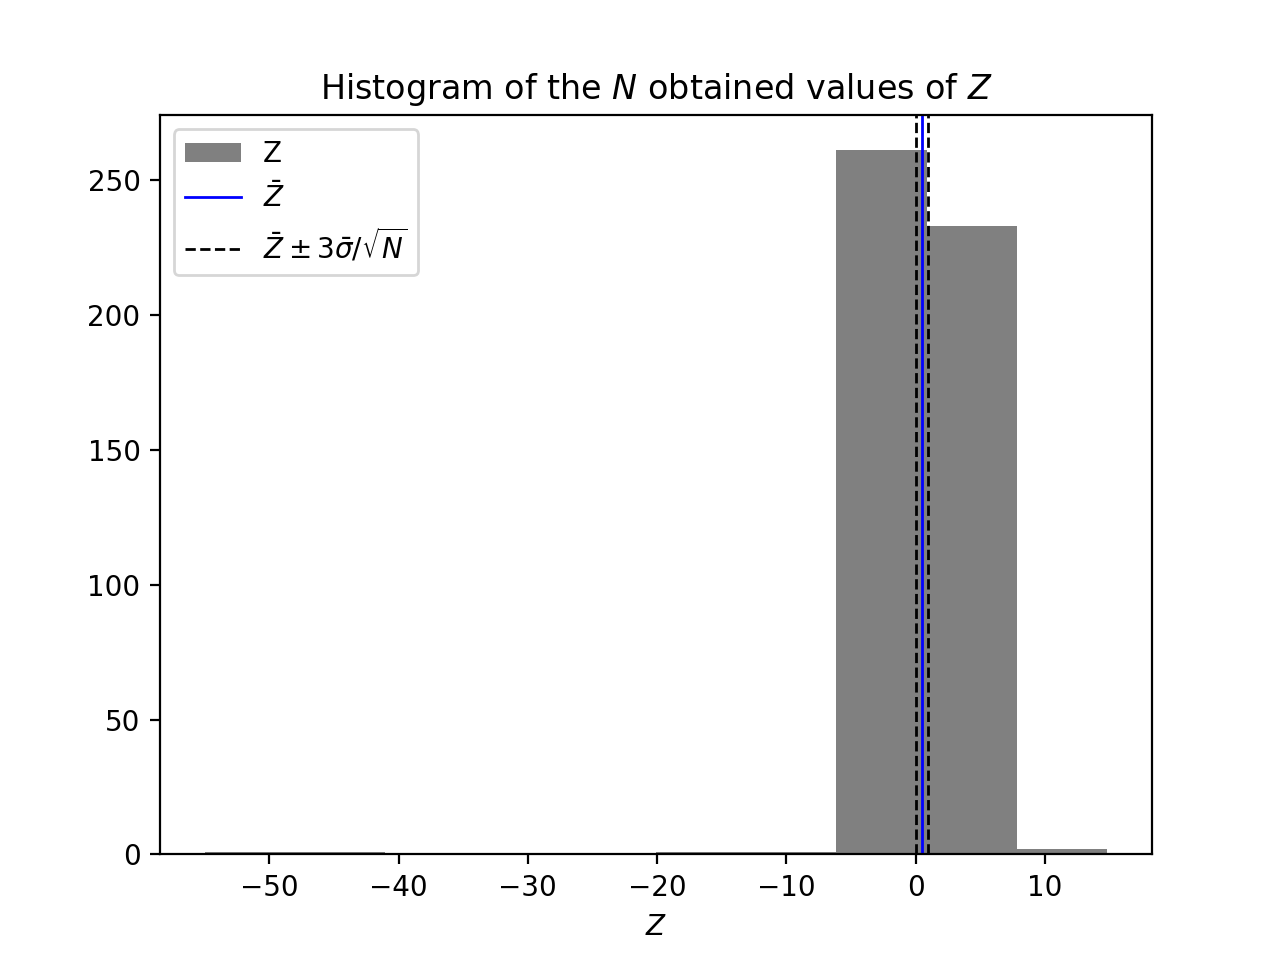 Histogram of the N obtained values of Z
Z
Z̄
Z̄ ± 3σ̄/√N
250
200
150
100
50
0
−50 −40 −30 −20 −10 0 10
Z